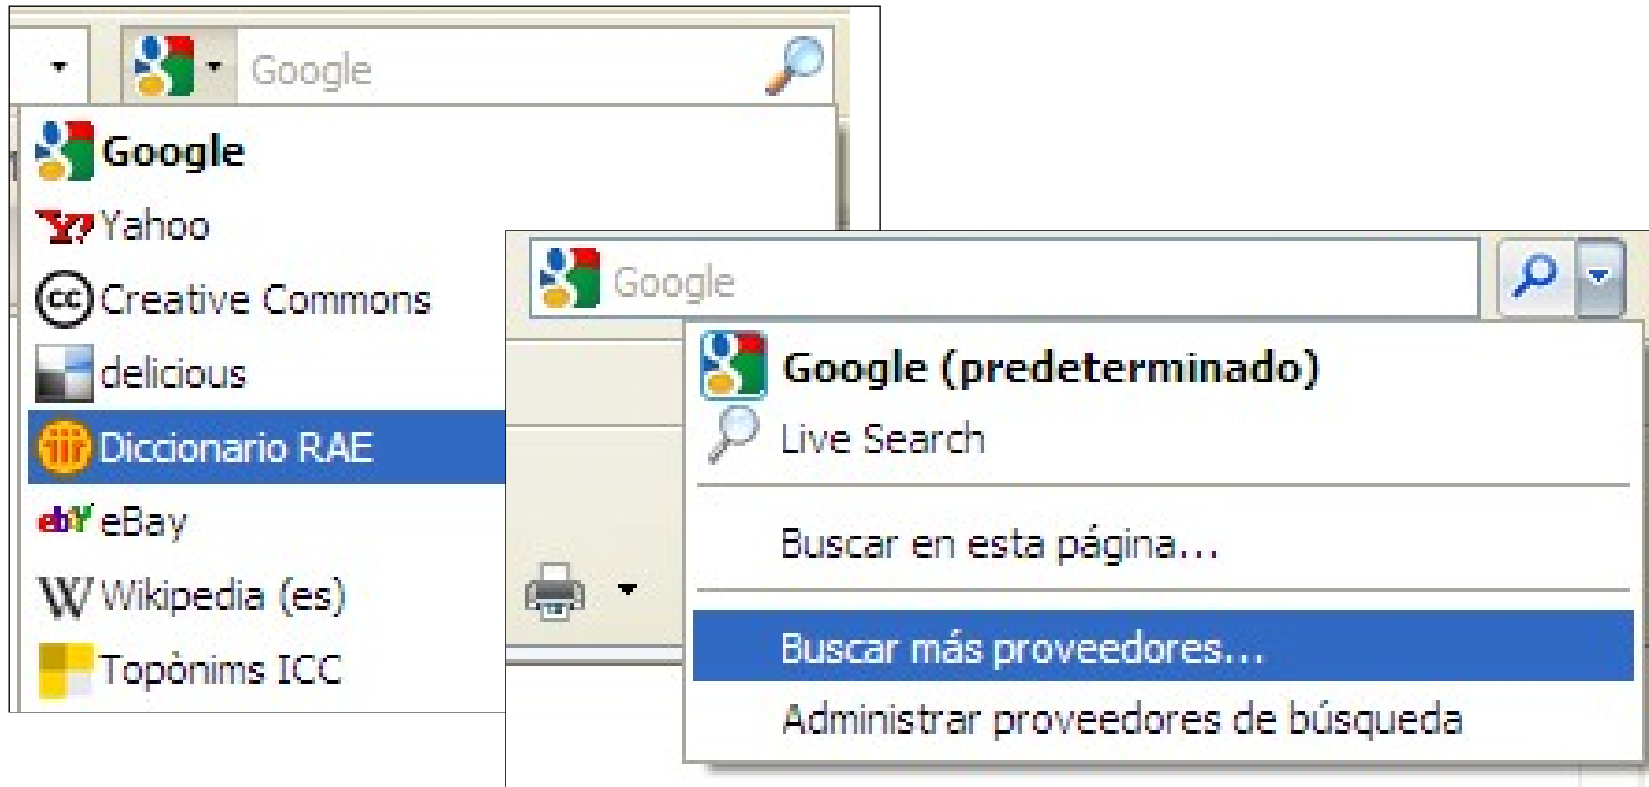 Google
Google
Yahoo
Creative Commons
delicious
Diccionario RAE
eBay
Wikipedia (es)
Topònims ICC
Google
Google (predeterminado)
Live Search
Buscar en esta página...
Buscar más proveedores...
Administrar proveedores de búsqueda